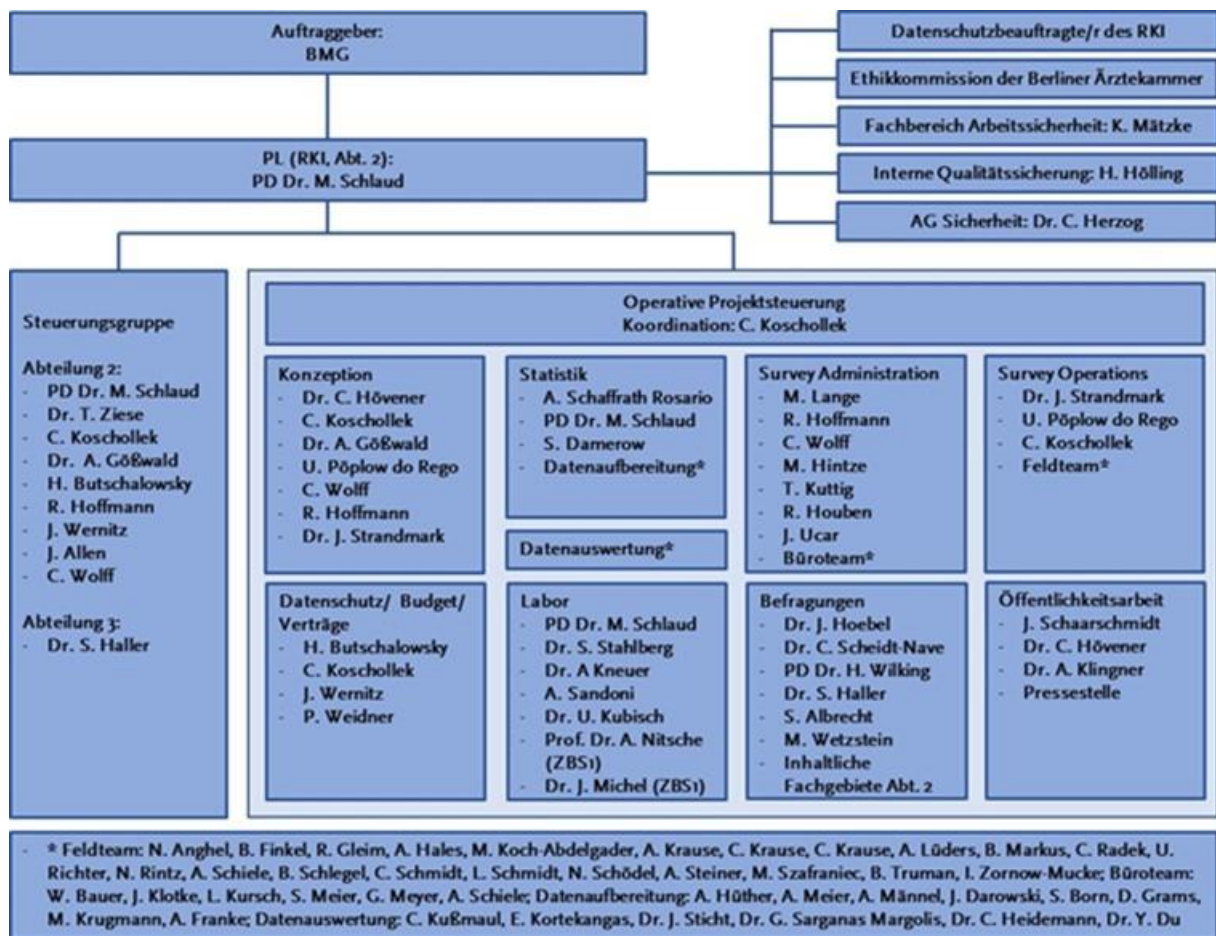 Auftraggeber:
BMG
PL (RKI, Abt. 2):
PD Dr. M. Schlaud
Datenschutzbeauftragte/r des RKI
Ethikkommission der Berliner Ärztekammer
Fachbereich Arbeitssicherheit: K. Mätzke
Interne Qualitätssicherung: H. Hölling
AG Sicherheit: Dr. C. Herzog
Steuerungsgruppe
Abteilung 2:
- PD Dr. M. Schlaud
- Dr. T. Ziese
- C. Koschollek
- Dr. A. Gößwald
- H. Butschalowsky
- R. Hoffmann
- J. Wernitz
- J. Allen
- C. Wolff
Abteilung 3:
- Dr. S. Haller
Operative Projektsteuerung
Koordination: C. Koschollek
Konzeption
- Dr. C. Hövener
- C. Koschollek
- Dr. A. Gößwald
- U. Pöplow do Rego
- C. Wolff
- R. Hoffmann
- Dr. J. Strandmark
Statistik
- A. Schaffrath Rosario
- PD Dr. M. Schlaud
- S. Damerow
- Datenaufbereitung*
Datenauswertung*
Survey Administration
- M. Lange
- R. Hoffmann
- C. Wolff
- M. Hintze
- T. Kuttig
- R. Houben
- J. Ucar
- Büroteam*
Survey Operations
- Dr. J. Strandmark
- U. Pöplow do Rego
- C. Koschollek
- Feldteam*
Datenschutz/ Budget/
Verträge
- H. Butschalowsky
- C. Koschollek
- J. Wernitz
- P. Weidner
Labor
- PD Dr. M. Schlaud
- Dr. S. Stahlberg
- Dr. A Kneuer
- A. Sandoni
- Dr. U. Kubisch
- Prof. Dr. A. Nitsche
(ZBS1)
- Dr. J. Michel (ZBS1)
Befragungen
- Dr. J. Hoebel
- Dr. C. Scheidt-Nave
- PD Dr. H. Wilking
- Dr. S. Haller
- S. Albrecht
- M. Wetzstein
- Inhaltliche
Fachgebiete Abt. 2
Öffentlichkeitsarbeit
- J. Schaarschmidt
- Dr. C. Hövener
- Dr. A. Klingner
- Pressestelle
- * Feldteam: N. Anghel, B. Finkel, R. Gleim, A. Hales, M. Koch-Abdelgader, A. Krause, C. Krause, C. Krause, A. Lüders, B. Markus, C. Radek, U.
Richter, N. Rintz, A. Schiele, B. Schlegel, C. Schmidt, L. Schmidt, N. Schödel, A. Steiner, M. Szafraniec, B. Truman, I. Zornow-Mucke; Büroteam:
W. Bauer, J. Klotke, L. Kursch, S. Meier, G. Meyer, A. Schiele; Datenaufbereitung: A. Hüther, A. Meier, A. Männel, J. Darowski, S. Born, D. Grams,
M. Krugmann, A. Franke; Datenauswertung: C. Kußmaul, E. Kortekangas, Dr. J. Sticht, Dr. G. Sarganas Margolis, Dr. C. Heidemann, Dr. Y. Du